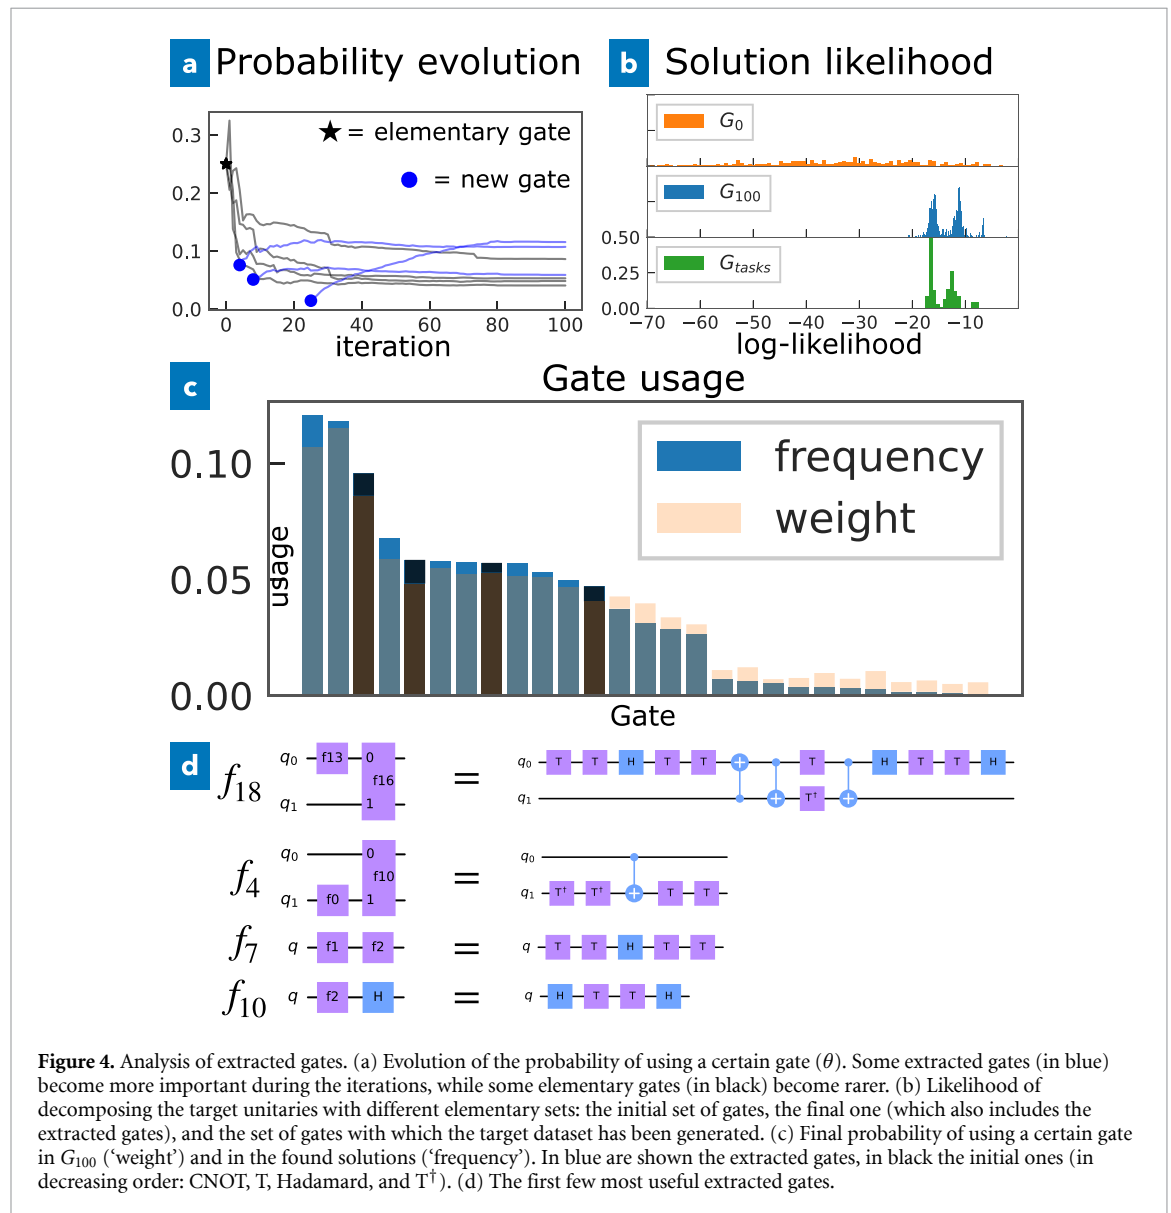 a Probability evolution
0.3
0.2
0.1
0.0
★ = elementary gate
● = new gate
0 20 40 60 80 100
iteration
b Solution likelihood
G0
G100
0.50
Gtasks
0.25
0.00
−70 −60 −50 −40 −30 −20 −10
log-likelihood
c Gate usage
0.10
0.05
0.00
usage
frequency
weight
Gate
d
f18 q0 f13 0 = q0 T T H T T T H T T H
f16
q1 1 q1 T†
f4 q0 0 = q0
f10
q1 f0 1 q1 T† T† T T
f7 q f1 f2 = q T T H T T
f10 q f2 H = q H T T H
Figure 4. Analysis of extracted gates. (a) Evolution of the probability of using a certain gate (θ). Some extracted gates (in blue)
become more important during the iterations, while some elementary gates (in black) become rarer. (b) Likelihood of
decomposing the target unitaries with different elementary sets: the initial set of gates, the final one (which also includes the
extracted gates), and the set of gates with which the target dataset has been generated. (c) Final probability of using a certain gate
in G100 (‘weight’) and in the found solutions (‘frequency’). In blue are shown the extracted gates, in black the initial ones (in
decreasing order: CNOT, T, Hadamard, and T†). (d) The first few most useful extracted gates.